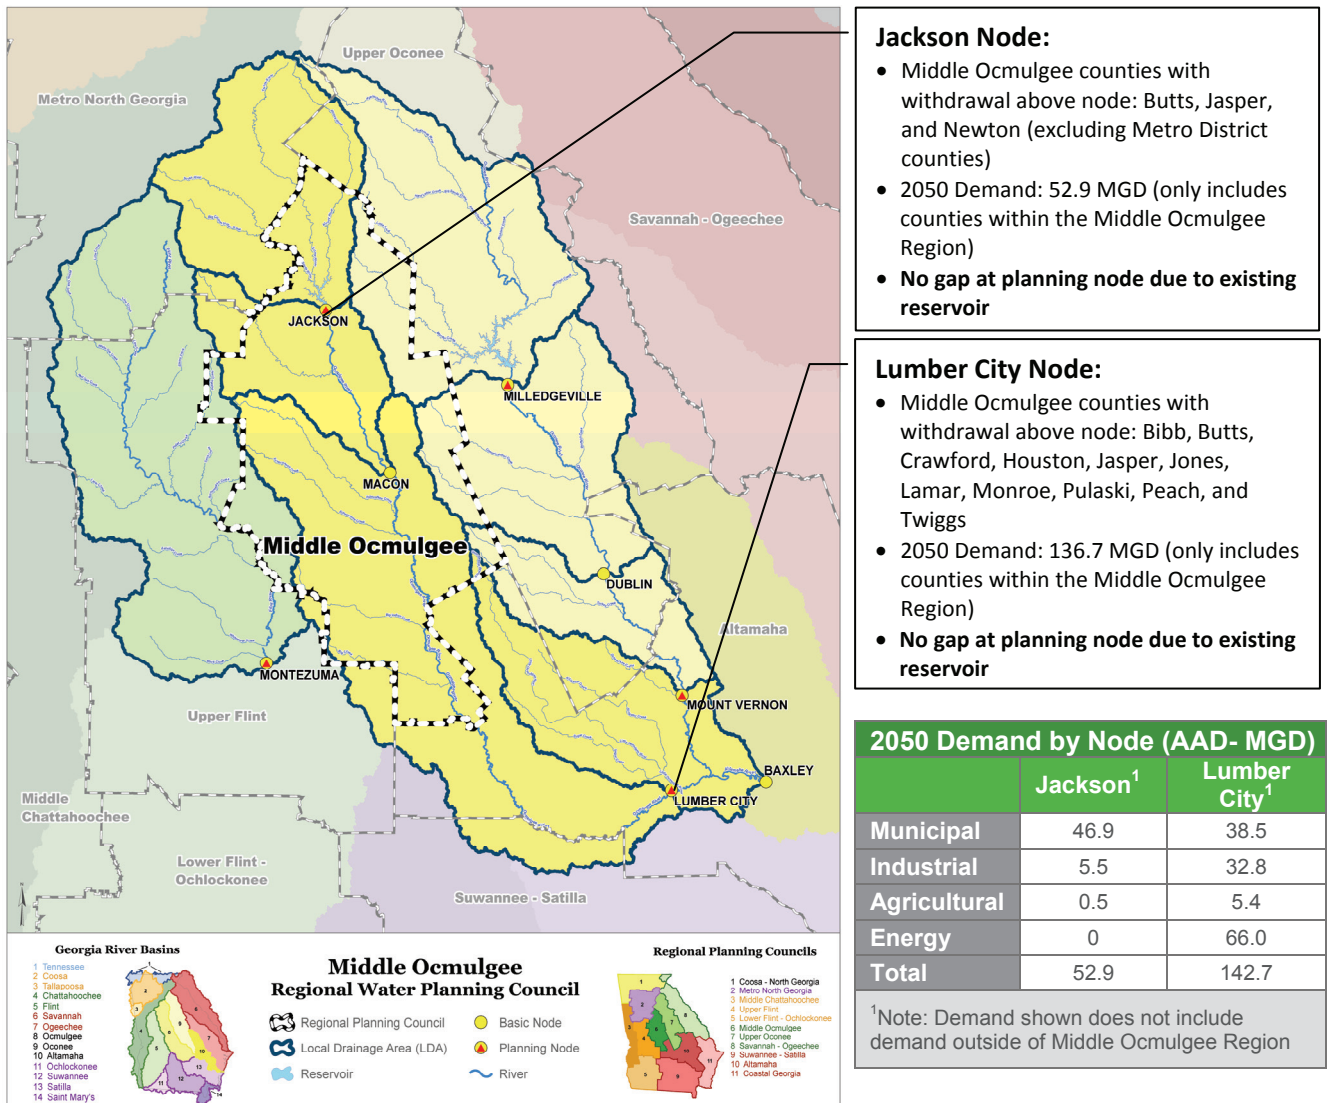 Upper Oconee
Metro North Georgia
Savannah - Ogeechee
JACKSON
MILLEDGEVILLE
MACON
Middle Ocmulgee
DUBLIN
Altamaha
MONTEZUMA
MOUNT VERNON
Upper Flint
BAXLEY
LUMBER CITY
Middle
Chattahoochee
Lower Flint -
Ochlockonee
Suwannee - Satilla
Jackson Node:
• Middle Ocmulgee counties with
withdrawal above node: Butts, Jasper,
and Newton (excluding Metro District
counties)
• 2050 Demand: 52.9 MGD (only includes
counties within the Middle Ocmulgee
Region)
• No gap at planning node due to existing
reservoir
Lumber City Node:
• Middle Ocmulgee counties with
withdrawal above node: Bibb, Butts,
Crawford, Houston, Jasper, Jones,
Lamar, Monroe, Pulaski, Peach, and
Twiggs
• 2050 Demand: 136.7 MGD (only includes
counties within the Middle Ocmulgee
Region)
• No gap at planning node due to existing
reservoir
2050 Demand by Node (AAD- MGD)
Jackson1 Lumber
City1
Municipal 46.9 38.5
Industrial 5.5 32.8
Agricultural 0.5 5.4
Energy 0 66.0
Total 52.9 142.7
1Note: Demand shown does not include
demand outside of Middle Ocmulgee Region
Georgia River Basins
1 Tennessee
2 Coosa
3 Tallapoosa
4 Chattahoochee
5 Flint
6 Savannah
7 Ogeechee
8 Ocmulgee
9 Oconee
10 Altamaha
11 Ochlockonee
12 Suwannee
13 Satilla
14 Saint Mary's
Middle Ocmulgee
Regional Water Planning Council
Regional Planning Council
Local Drainage Area (LDA)
Reservoir
Basic Node
Planning Node
River
Regional Planning Councils
1 Coosa - North Georgia
2 Metro North Georgia
3 Middle Chattahoochee
4 Upper Flint
5 Lower Flint - Ochlockonee
6 Middle Ocmulgee
7 Upper Oconee
8 Savannah - Ogeechee
9 Suwannee - Satilla
10 Altamaha
11 Coastal Georgia